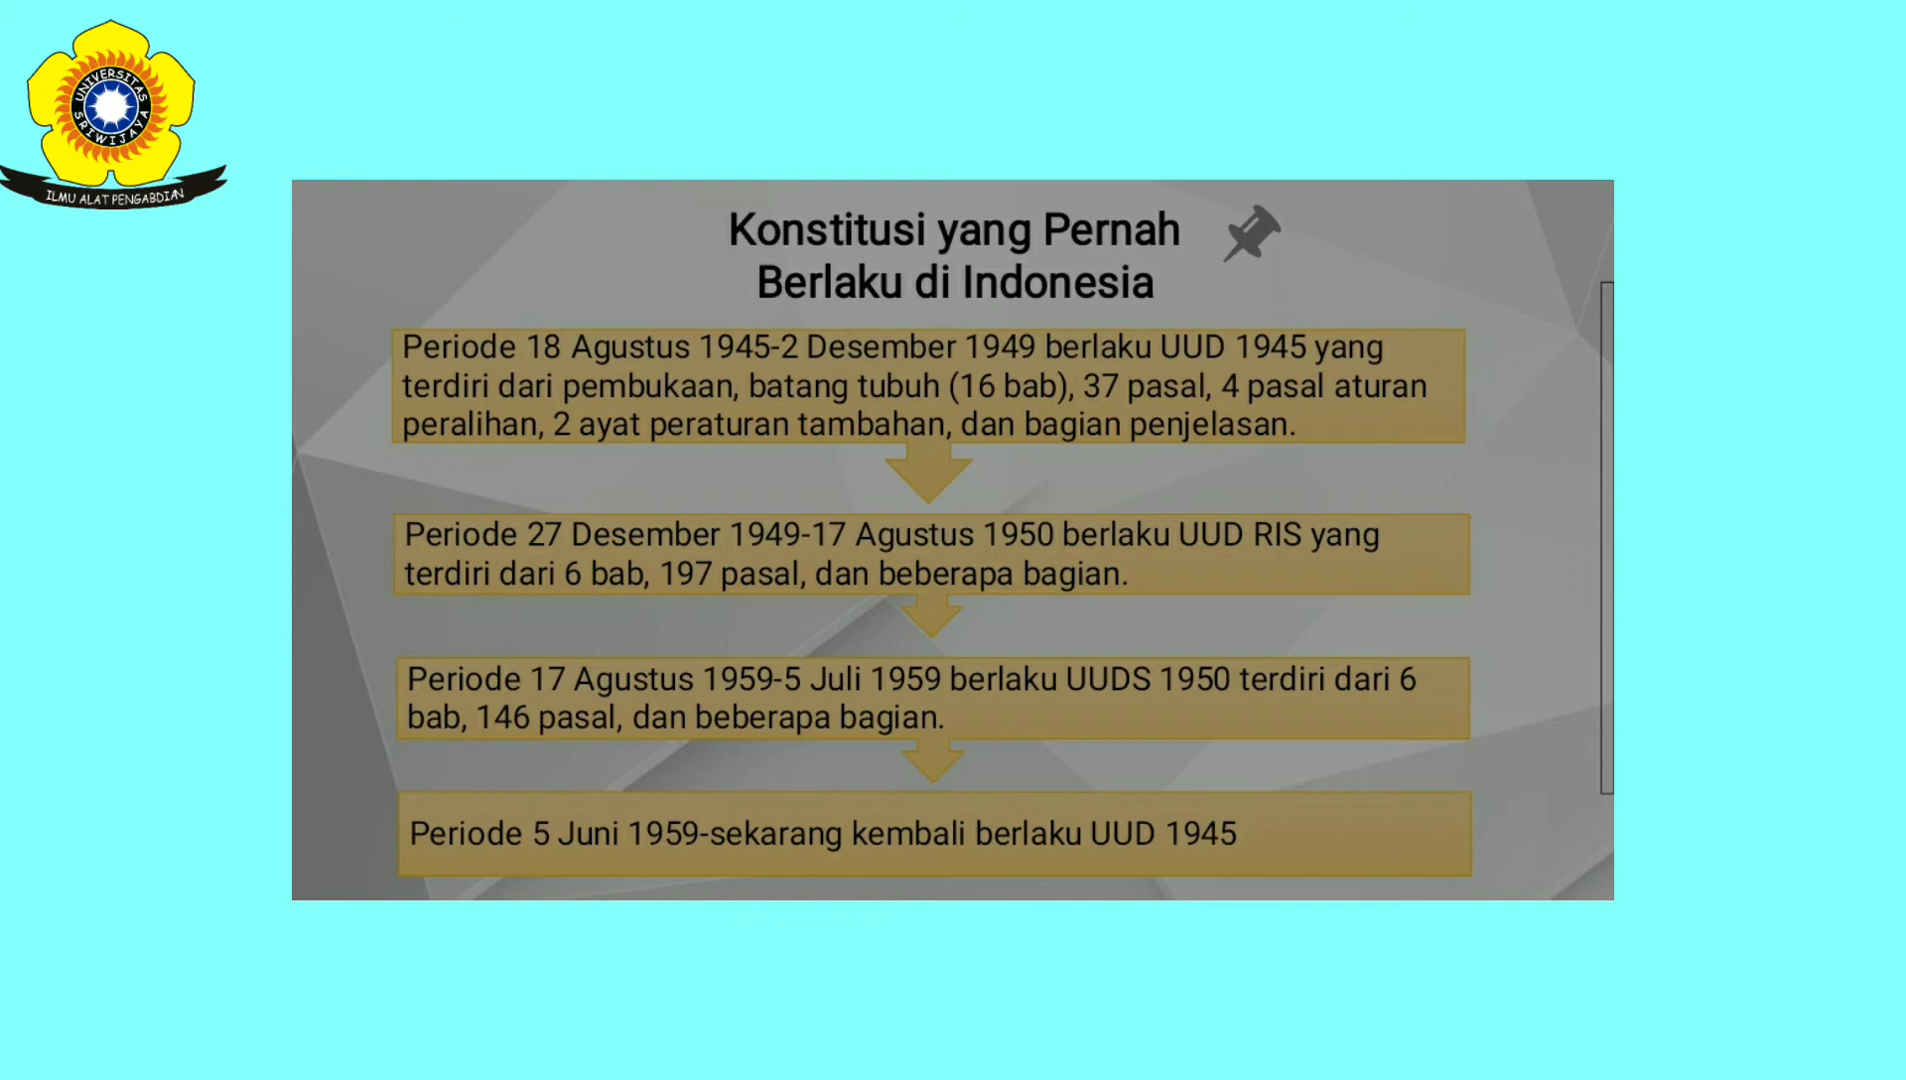 UNIVERSITAS
SRIWIJAYA
ILMU ALAT PENGABDIAN
Konstitusi yang Pernah
Berlaku di Indonesia
Periode 18 Agustus 1945-2 Desember 1949 berlaku UUD 1945 yang
terdiri dari pembukaan, batang tubuh (16 bab), 37 pasal, 4 pasal aturan
peralihan, 2 ayat peraturan tambahan, dan bagian penjelasan.
Periode 27 Desember 1949-17 Agustus 1950 berlaku UUD RIS yang
terdiri dari 6 bab, 197 pasal, dan beberapa bagian.
Periode 17 Agustus 1959-5 Juli 1959 berlaku UUDS 1950 terdiri dari 6
bab, 146 pasal, dan beberapa bagian.
Periode 5 Juni 1959-sekarang kembali berlaku UUD 1945